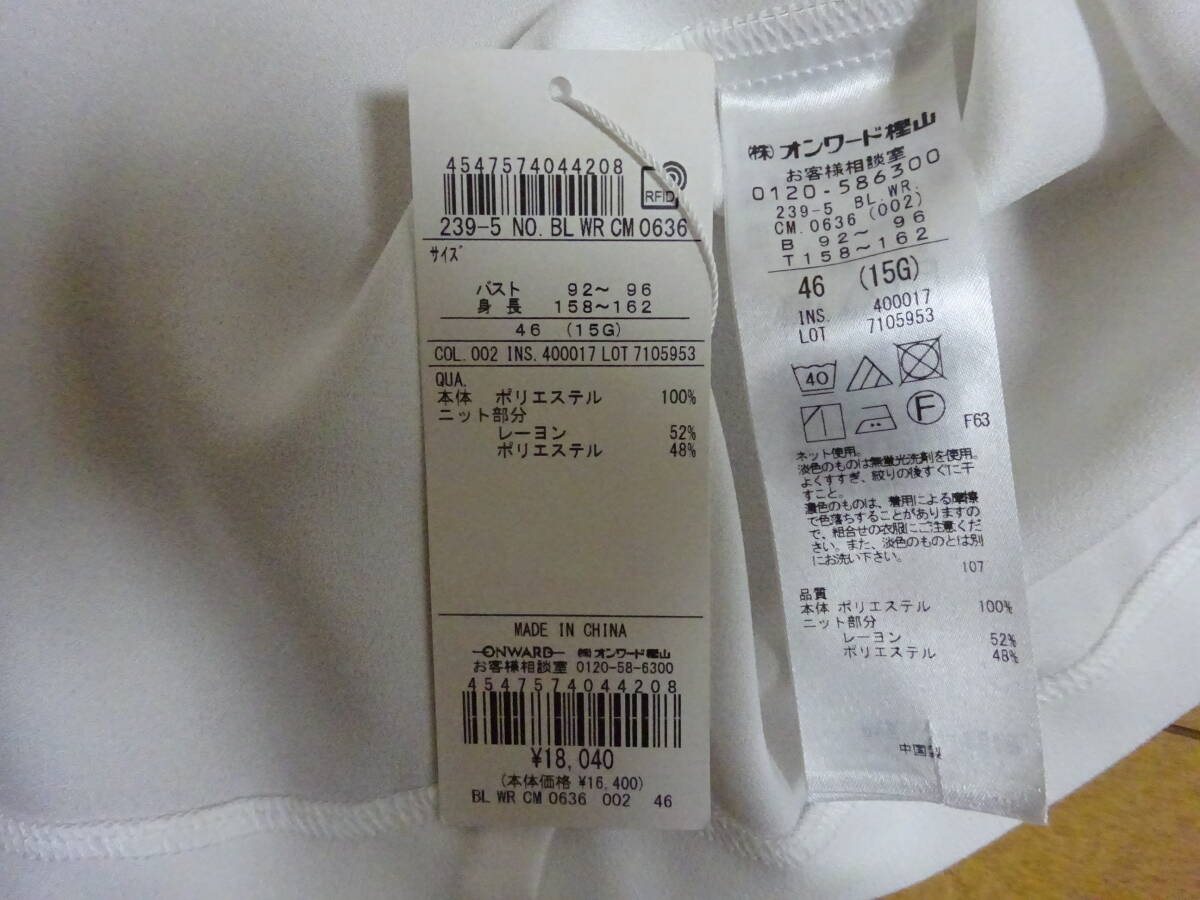 4547574044208
RFID
239-5 NO. BL WR CM 0636
サイズ
バスト 92～ 96
身長 158～162
46 (15G)
COL. 002 INS. 400017 LOT 7105953
QUA.
本体 ポリエステル 100%
ニット部分
レーヨン 52%
ポリエステル 48%
MADE IN CHINA
ONWARD ㈱オンワード樫山
お客様相談室 0120-58-6300
4547574044208
¥18,040
(本体価格 ¥16,400)
BL WR CM 0636 002 46
㈱オンワード樫山
お客様相談室
0120-586300
239-5 BL. WR.
CM. 0636 (002)
B 92～ 96
T158～162
46 (15G)
INS. 400017
LOT 7105953
40
F
F63
ネット使用。
淡色のものは無蛍光洗剤を使用。
よくすすぎ、絞りの後すぐに干
すこと。
濃色のものは、着用による摩擦
で色落ちすることがありますの
で、組合せの衣服にご注意くだ
さい。また、淡色のものとは別
にお洗い下さい。
107
品質
本体 ポリエステル 100%
ニット部分
レーヨン 52%
ポリエステル 48%
中国製